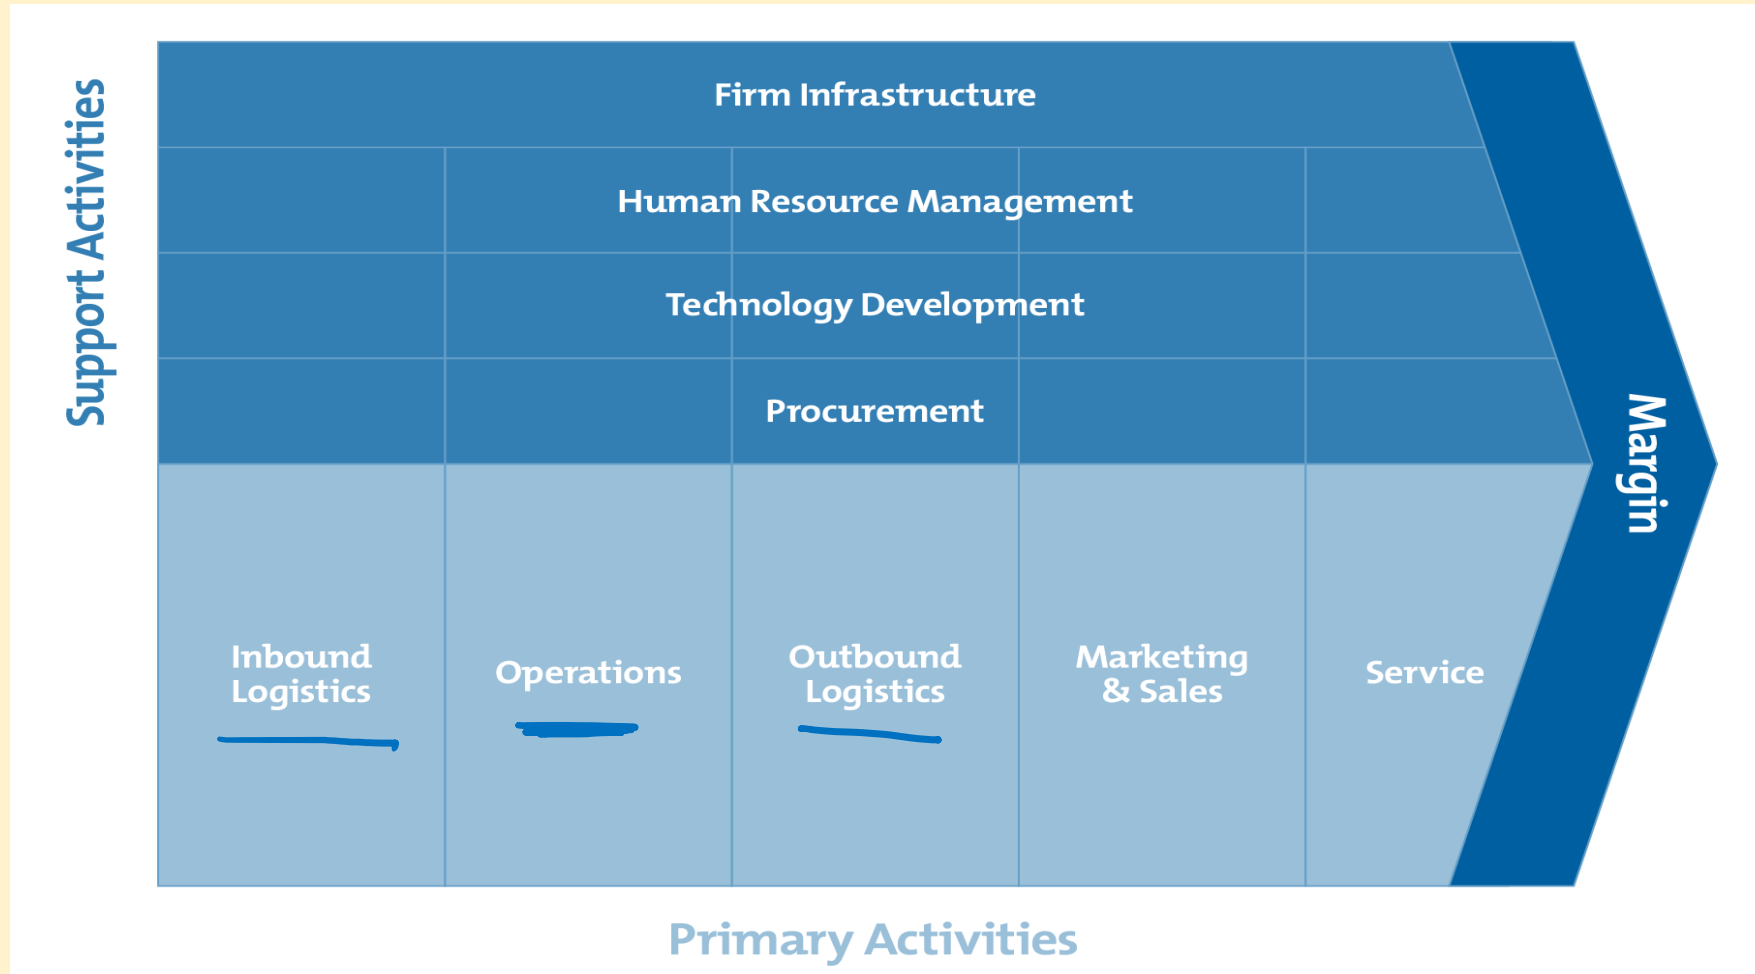 Support Activities
Firm Infrastructure
Human Resource Management
Technology Development
Procurement
Margin
Inbound
Logistics
Operations
Outbound
Logistics
Marketing
& Sales
Service
Primary Activities